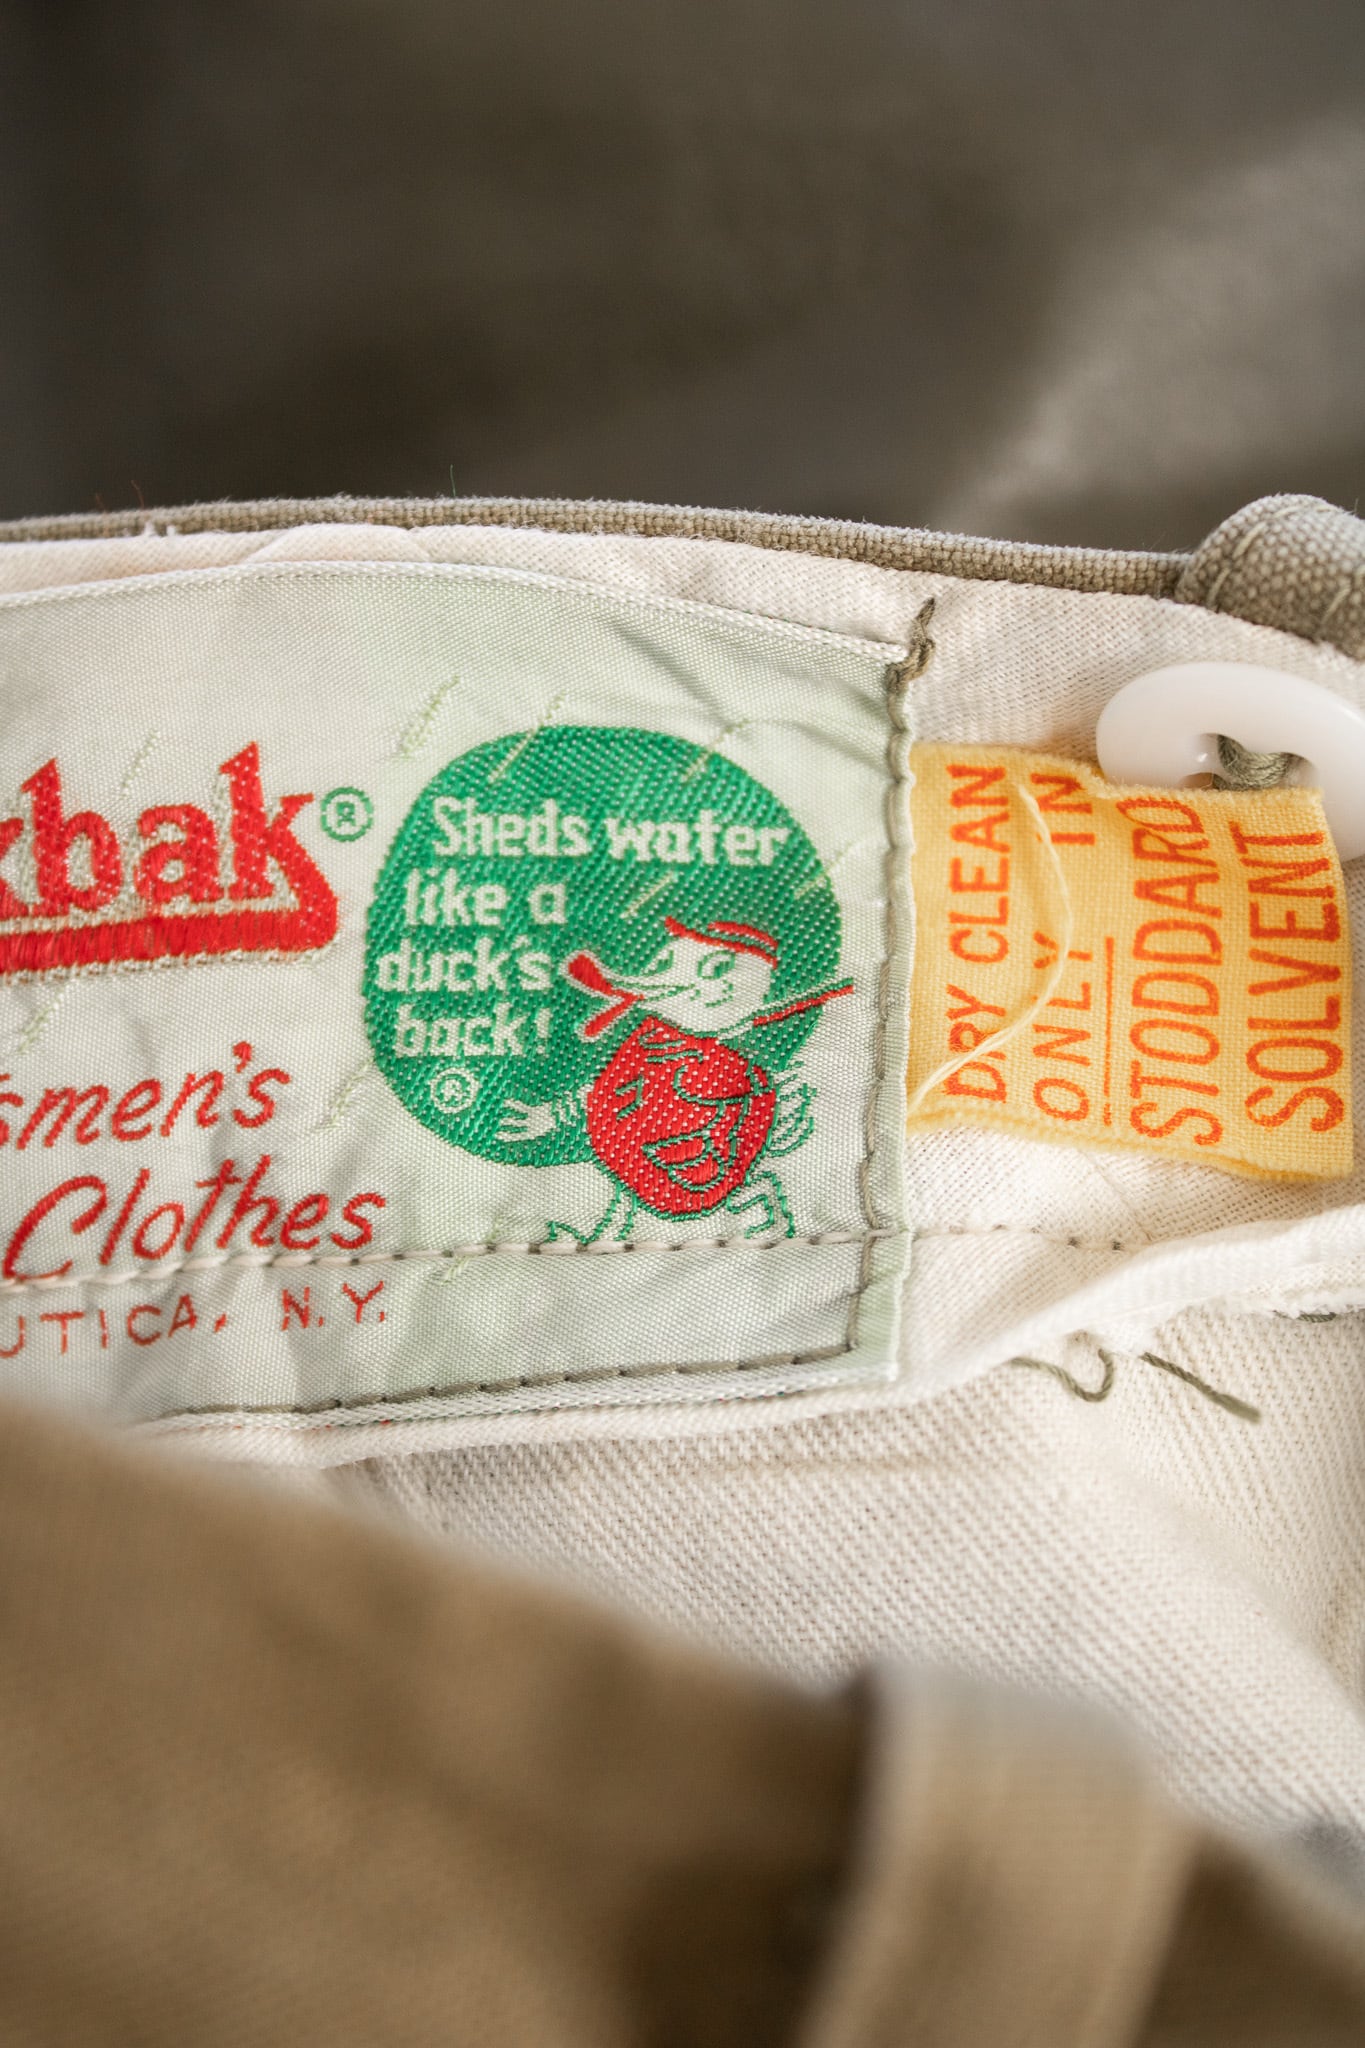 xbak®
Sheds water
like a
duck's
back!
®
smen's
Clothes
UTICA, N.Y.
DRY CLEAN
ONLY IN
STODDARD
SOLVENT